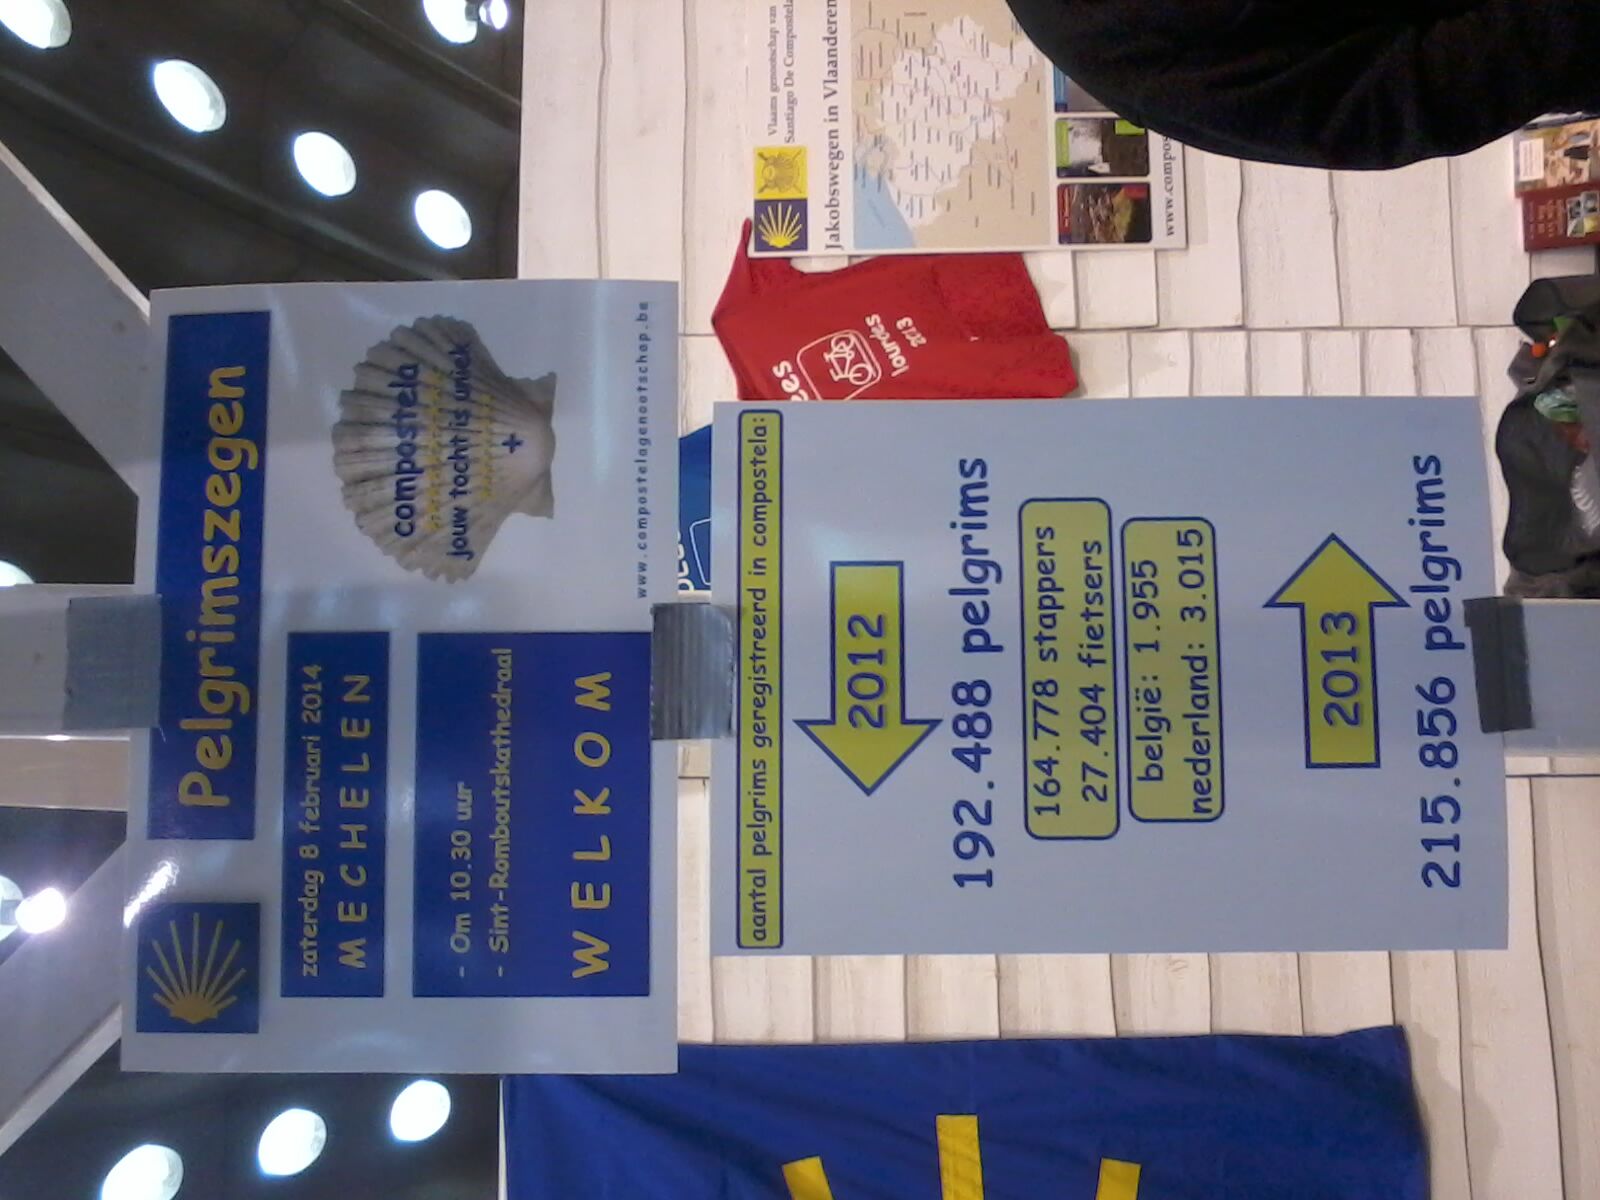 Pelgrimszegen
zaterdag 8 februari 2014
MECHELEN
- Om 10.30 uur
- Sint-Romboutskathedraal
WELKOM
compostela
jouw tocht is uniek
+
www.compostelagenootschap.be
aantal pelgrims geregistreerd in compostela:
2012
192.488 pelgrims
164.778 stappers
27.404 fietsers
belgië: 1.955
nederland: 3.015
2013
215.856 pelgrims
Vlaams genootschap van
Santiago De Compostela
Jakobswegen in Vlaanderen
www.compos
ees
lourdes
2013